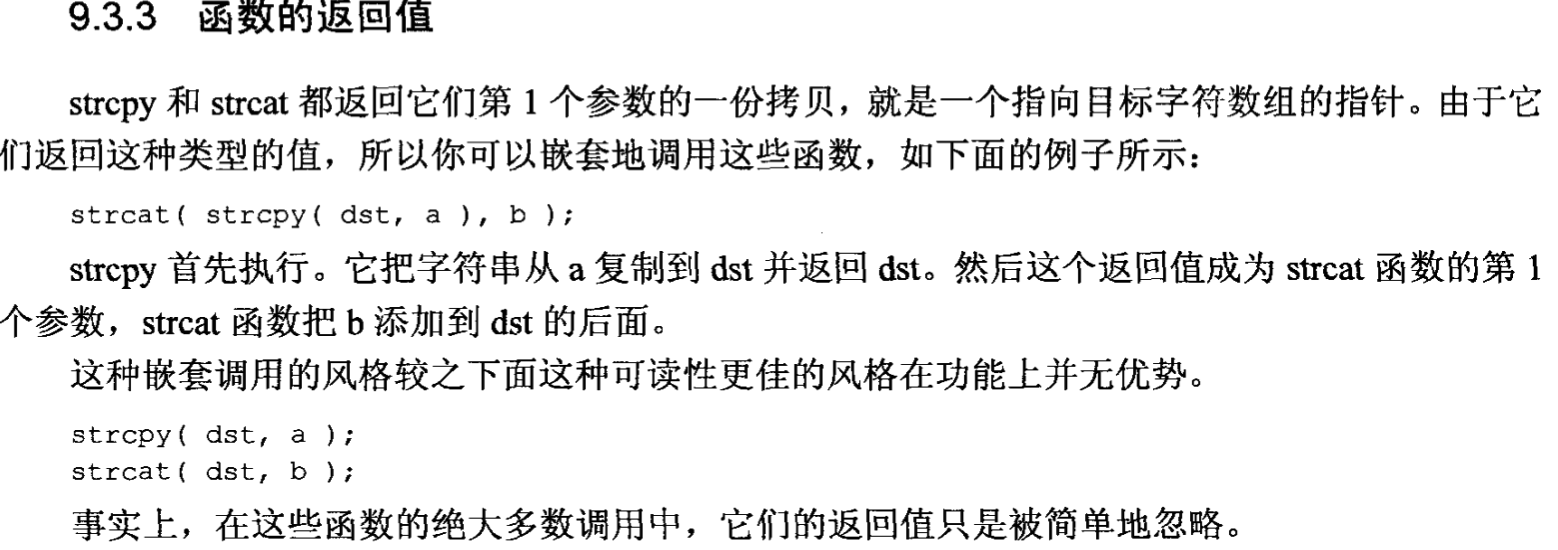 9.3.3 函数的返回值
strcpy 和 strcat 都返回它们第 1 个参数的一份拷贝，就是一个指向目标字符数组的指针。由于它
们返回这种类型的值，所以你可以嵌套地调用这些函数，如下面的例子所示：
strcat( strcpy( dst, a ), b );
strcpy 首先执行。它把字符串从 a 复制到 dst 并返回 dst。然后这个返回值成为 strcat 函数的第 1
个参数，strcat 函数把 b 添加到 dst 的后面。
这种嵌套调用的风格较之下面这种可读性更佳的风格在功能上并无优势。
strcpy( dst, a );
strcat( dst, b );
事实上，在这些函数的绝大多数调用中，它们的返回值只是被简单地忽略。